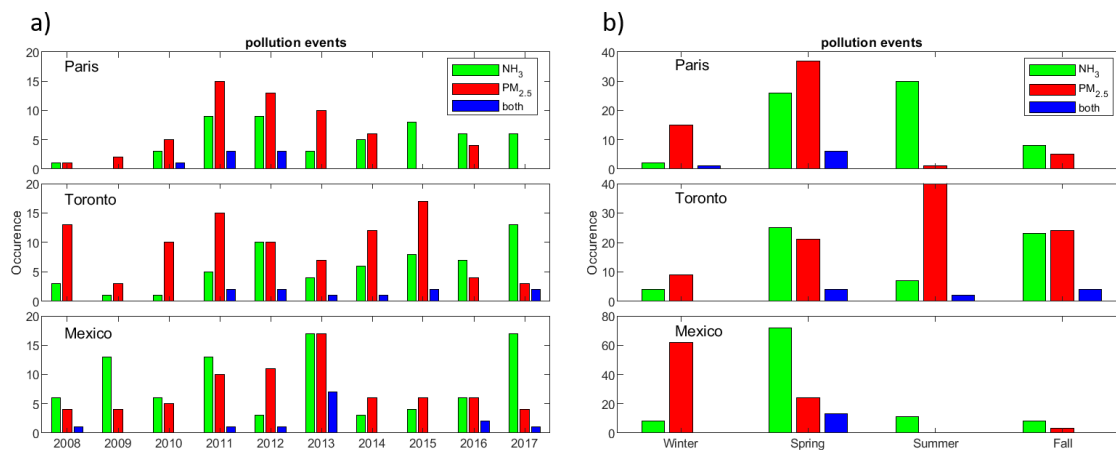 a)
pollution events
20
15
10
5
0
Paris
NH3
PM2.5
both
20
15
10
5
0
Toronto
Occurence
20
15
10
5
0
Mexico
2008 2009 2010 2011 2012 2013 2014 2015 2016 2017
b)
pollution events
40
30
20
10
0
Paris
NH3
PM2.5
both
40
30
20
10
0
Toronto
Occurence
80
60
40
20
0
Mexico
Winter Spring Summer Fall